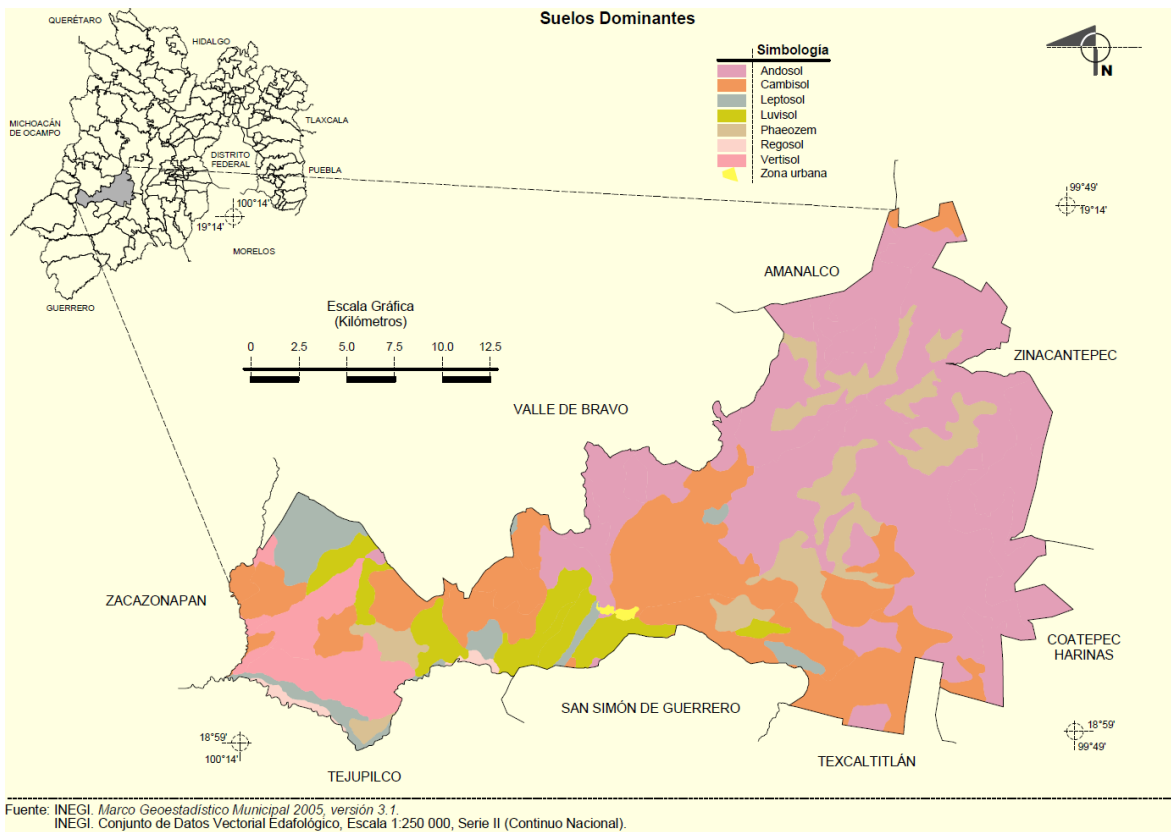 Suelos Dominantes
QUERÉTARO
HIDALGO
MICHOACÁN
DE OCAMPO
TLAXCALA
DISTRITO
FEDERAL
PUEBLA
100°14'
19°14'
MORELOS
GUERRERO
Simbología
Andosol
Cambisol
Leptosol
Luvisol
Phaeozem
Regosol
Vertisol
Zona urbana
N
99°49'
19°14'
AMANALCO
Escala Gráfica
(Kilómetros)
0 2.5 5.0 7.5 10.0 12.5
ZINACANTEPEC
VALLE DE BRAVO
ZACAZONAPAN
COATEPEC
HARINAS
SAN SIMÓN DE GUERRERO
18°59'
100°14'
18°59'
99°49'
TEJUPILCO
TEXCALTITLÁN
Fuente: INEGI. Marco Geoestadístico Municipal 2005, versión 3.1.
INEGI. Conjunto de Datos Vectorial Edafológico, Escala 1:250 000, Serie II (Continuo Nacional).